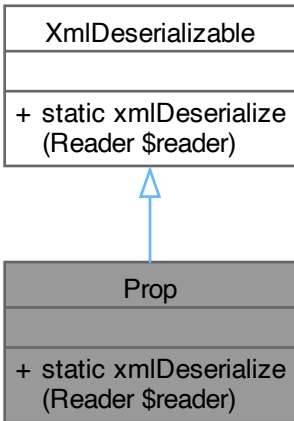 XmlDeserializable
+ static xmlDeserialize
(Reader $reader)
Prop
+ static xmlDeserialize
(Reader $reader)